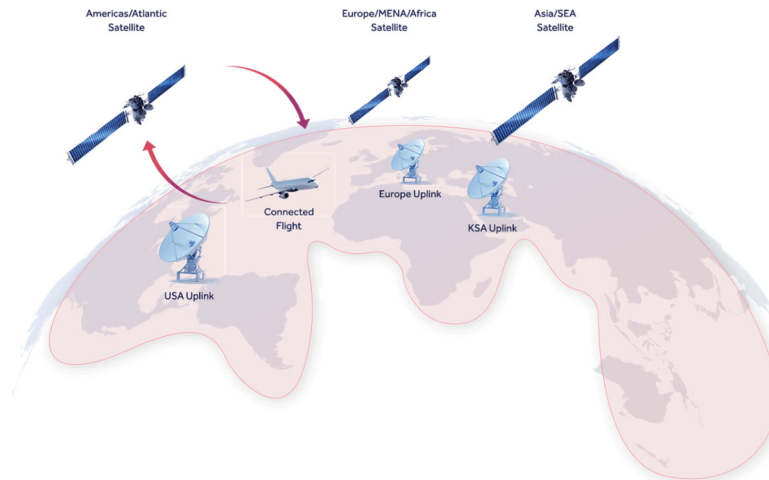 Americas/Atlantic
Satellite
Europe/MENA/Africa
Satellite
Asia/SEA
Satellite
Connected
Flight
Europe Uplink
KSA Uplink
USA Uplink